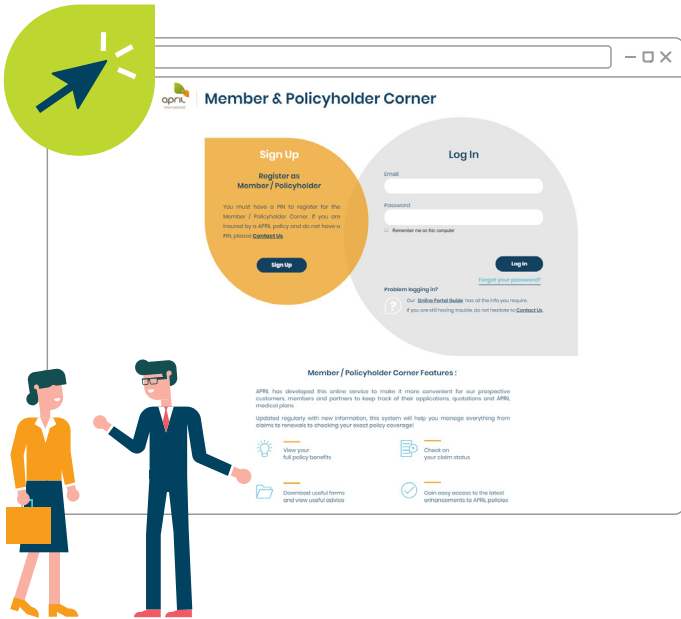 april
international
Member & Policyholder Corner
Sign Up
Register as
Member / Policyholder
You must have a PIN to register for the
Member / Policyholder Corner. If you are
insured by a APRIL policy and do not have a
PIN, please Contact Us.
Sign Up
Log In
Email
Password
Remember me on this computer
Log In
Forgot your password?
Problem logging in?
?
Our Online Portal Guide has all the info you require.
If you are still having trouble do not hesitate to Contact Us.
Member / Policyholder Corner Features :
APRIL has developed this online service to make it more convenient for our prospective
customers, members and partners to keep track of their applications, quotations and APRIL
medical plans.
Updated regularly with new information, this system will help you manage everything from
claims to renewals to checking your exact policy coverage!
View your
full policy benefits
Check on
your claim status
Download useful forms
and view useful advice
Gain easy access to the latest
enhancements to APRIL policies